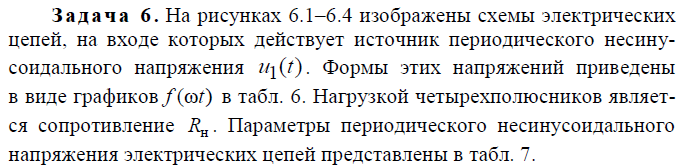 Задача 6. На рисунках 6.1–6.4 изображены схемы электрических
цепей, на входе которых действует источник периодического несину-
соидального напряжения u₁(t). Формы этих напряжений приведены
в виде графиков f(ωt) в табл. 6. Нагрузкой четырехполюсников являет-
ся сопротивление Rн. Параметры периодического несинусоидального
напряжения электрических цепей представлены в табл. 7.